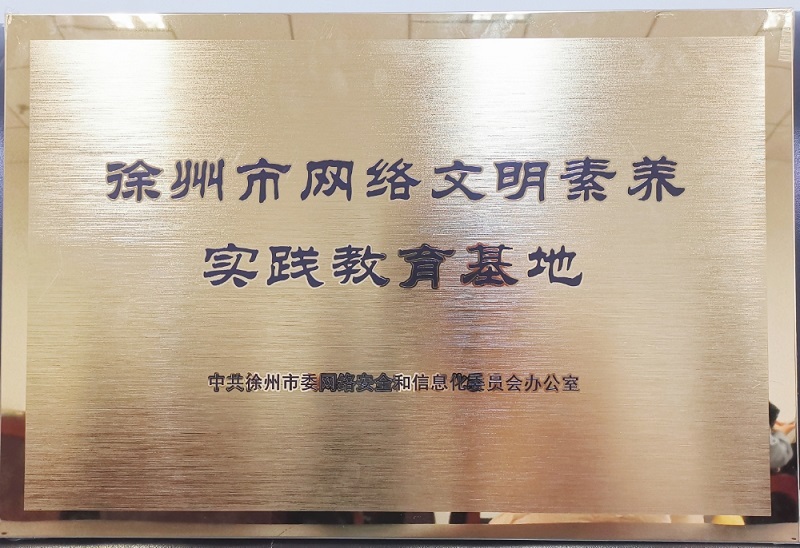 徐州市网络文明素养
实践教育基地
中共徐州市委网络安全和信息化委员会办公室